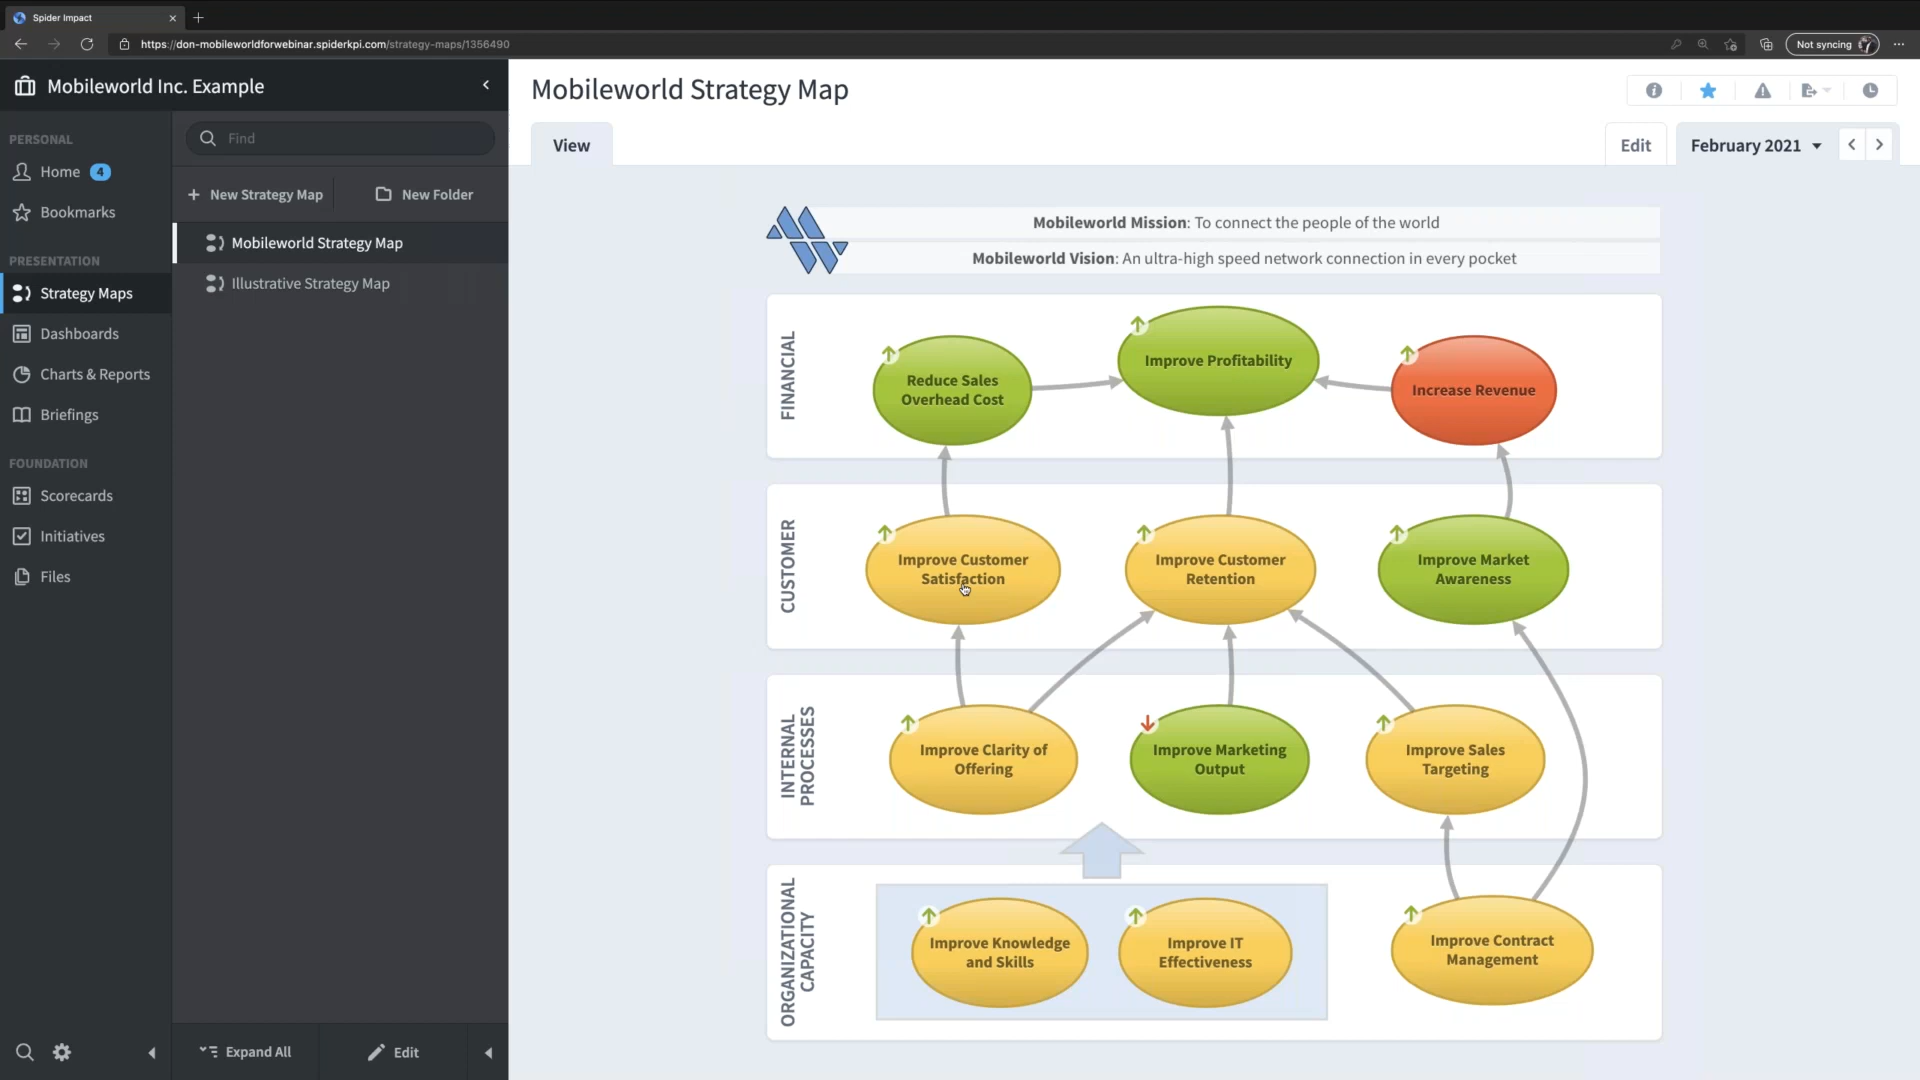 Spider Impact
https://don-mobileworldforwebinar.spiderkpi.com/strategy-maps/1356490
Not syncing
Mobileworld Inc. Example
PERSONAL
Home 4
Bookmarks
PRESENTATION
Strategy Maps
Dashboards
Charts & Reports
Briefings
FOUNDATION
Scorecards
Initiatives
Files
Find
New Strategy Map
New Folder
Mobileworld Strategy Map
Illustrative Strategy Map
Expand All
Edit
Mobileworld Strategy Map
View
Edit
February 2021
Mobileworld Mission: To connect the people of the world
Mobileworld Vision: An ultra-high speed network connection in every pocket
FINANCIAL
Reduce Sales
Overhead Cost
Improve Profitability
Increase Revenue
CUSTOMER
Improve Customer
Satisfaction
Improve Customer
Retention
Improve Market
Awareness
INTERNAL
PROCESSES
Improve Clarity of
Offering
Improve Marketing
Output
Improve Sales
Targeting
ORGANIZATIONAL
CAPACITY
Improve Knowledge
and Skills
Improve IT
Effectiveness
Improve Contract
Management